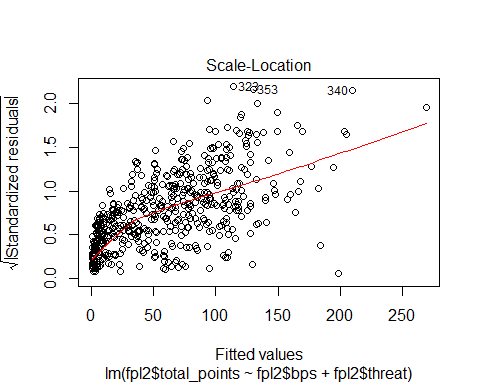 Scale-Location
√|Standardized residuals|
2.0
1.5
1.0
0.5
0.0
323
353
340
0 50 100 150 200 250
Fitted values
lm(fpl2$total_points ~ fpl2$bps + fpl2$threat)